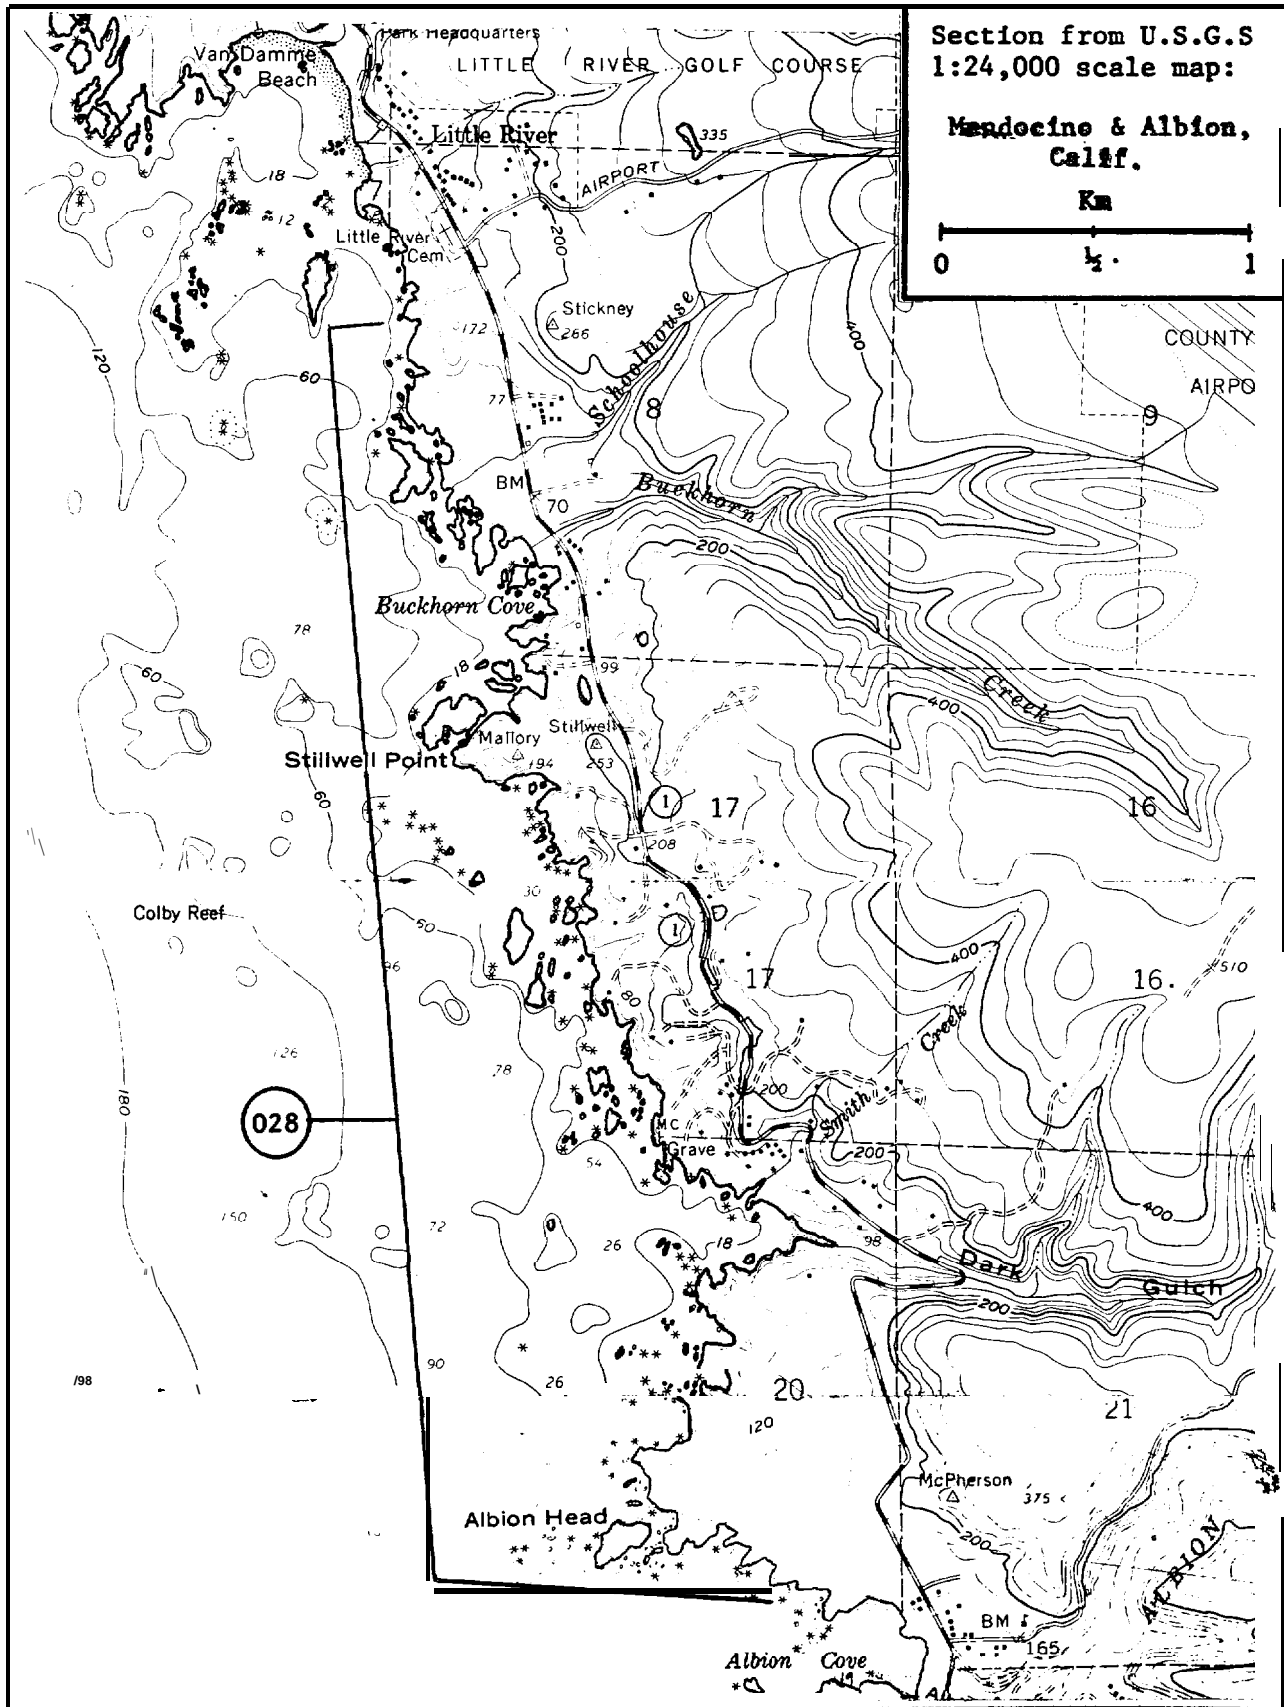 Section from U.S.G.S
1:24,000 scale map:
Mendocino & Albion,
Calif.
Km
0 ½ 1
Park Headquarters
Van Damme
Beach
LITTLE RIVER GOLF COURSE
Little River
335
AIRPORT
18
12
200
Little River
Cem
Stickney
286
172
Schoolhouse
400
COUNTY
AIRPO
120
60
77
8
9
BM
70
Buckhorn
200
Buckhorn Cove
78
18
99
60
Creek
400
Mallory
Stillwell
194
253
Stillwell Point
60
1
17
16
208
30
Colby Reef
60
1
96
17
400
16.
510
80
Creek
126
78
180
200
028
Smith
MC
Grave
54
200
400
150
72
26
18
98
Dark
Gulch
200
90
198
26
20
21
120
McPherson
375
Albion Head
200
ALBION
BM
165
Albion Cove
19